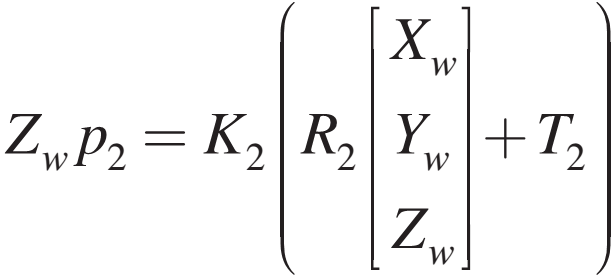 Z_w p_2 = K_2 ( R_2 [ X_w Y_w Z_w ] + T_2 )